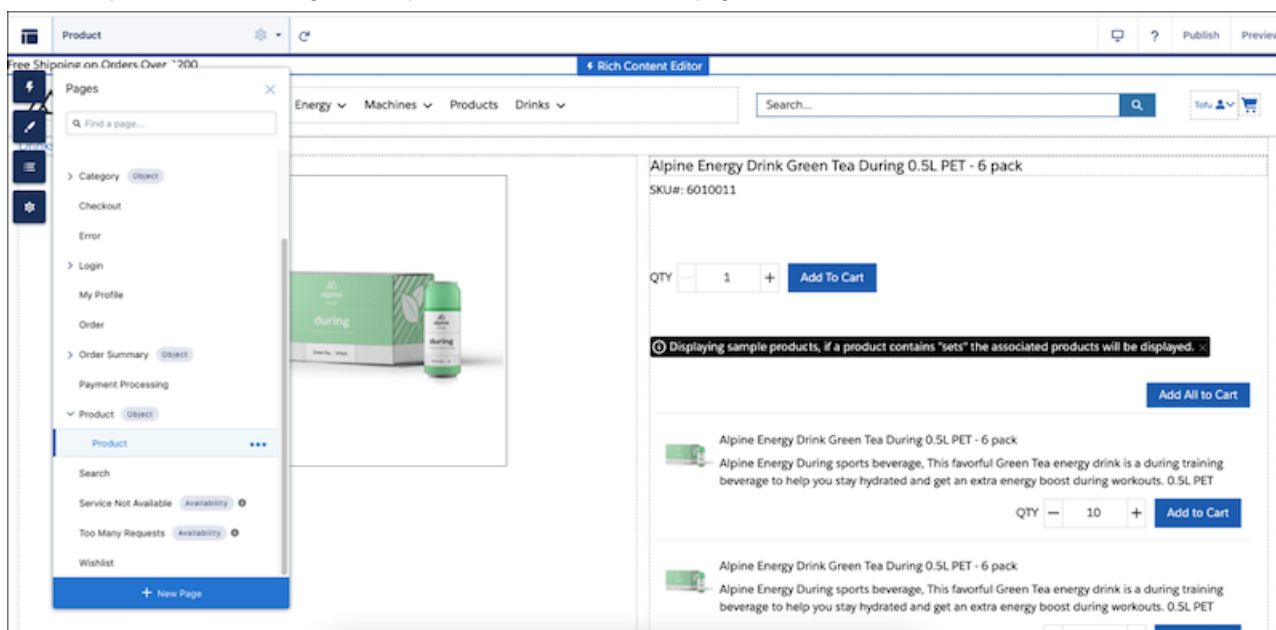 Product
? Publish Preview
Free Shipping on Orders Over
Rich Content Editor
Pages
Find a page...
Energy Machines Products Drinks
Search...
Tofu
Category Object
Checkout
Error
Login
My Profile
Order
Order Summary Object
Payment Processing
Product Object
Product
Search
Service Not Available Availability
Too Many Requests Availability
Wishlist
+ New Page
alpine
during
Green Tea
alpine
during
Alpine Energy Drink Green Tea During 0.5L PET - 6 pack
SKU#: 6010011
QTY − 1 + Add To Cart
Displaying sample products, if a product contains "sets" the associated products will be displayed. ×
Add All to Cart
Alpine Energy Drink Green Tea During 0.5L PET - 6 pack
Alpine Energy During sports beverage, This favorful Green Tea energy drink is a during training
beverage to help you stay hydrated and get an extra energy boost during workouts. 0.5L PET
QTY − 10 + Add to Cart
Alpine Energy Drink Green Tea During 0.5L PET - 6 pack
Alpine Energy During sports beverage, This favorful Green Tea energy drink is a during training
beverage to help you stay hydrated and get an extra energy boost during workouts. 0.5L PET